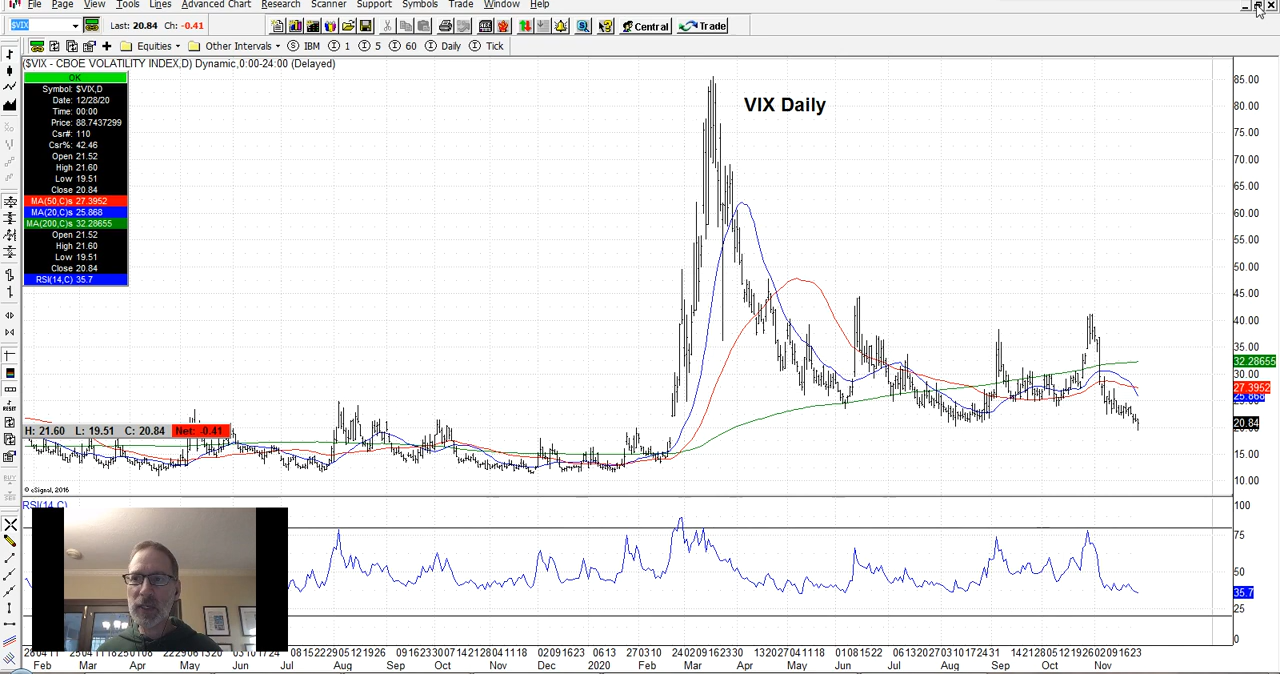 File Page View Tools Lines Advanced Chart Research Scanner Support Symbols Trade Window Help
$VIX Last: 20.84 Ch: -0.41 Central Trade
Equities Other Intervals IBM 1 5 60 Daily Tick
($VIX - CBOE VOLATILITY INDEX,D) Dynamic,0:00-24:00 (Delayed)
OK
Symbol: $VIX,D
Date: 12/28/20
Time: 00:00
Price: 88.7437299
Csr#: 110
Csr%: 42.46
Open 21.52
High 21.60
Low 19.51
Close 20.84
MA(50,C)s 27.3952
MA(20,C)s 25.868
MA(200,C)s 32.28655
Open 21.52
High 21.60
Low 19.51
Close 20.84
RSI(14,C) 35.7
VIX Daily
85.00
80.00
75.00
70.00
65.00
60.00
55.00
50.00
45.00
40.00
35.00
32.28655
30.00
27.3952
25.868
20.84
15.00
10.00
H: 21.60 L: 19.51 C: 20.84 Net: -0.41
© eSignal, 2016
RSI(14,C)
100
75
50
35.7
25
0
Feb Mar Apr May Jun Jul Aug Sep Oct Nov Dec 2020 Feb Mar Apr May Jun Jul Aug Sep Oct Nov